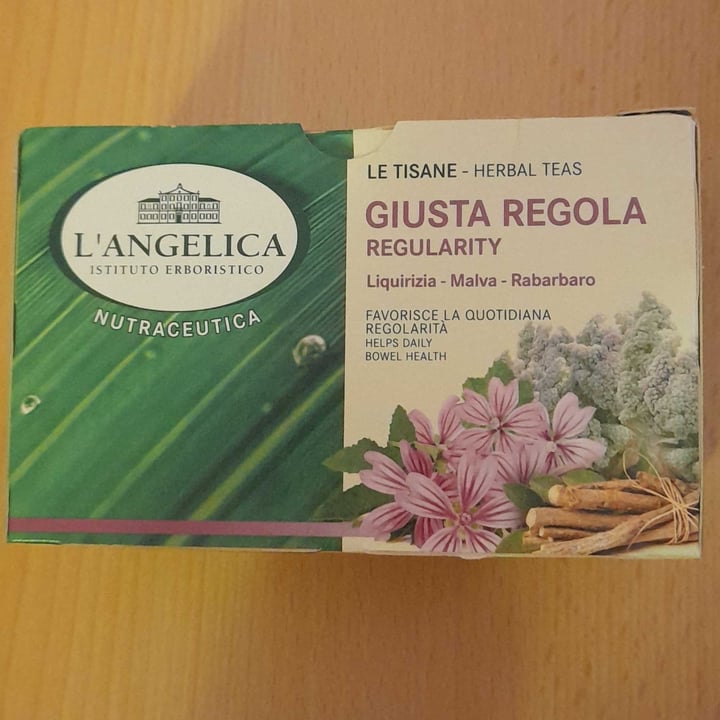 L'ANGELICA
ISTITUTO ERBORISTICO
NUTRACEUTICA
LE TISANE - HERBAL TEAS
GIUSTA REGOLA
REGULARITY
Liquirizia - Malva - Rabarbaro
FAVORISCE LA QUOTIDIANA
REGOLARITÀ
HELPS DAILY
BOWEL HEALTH